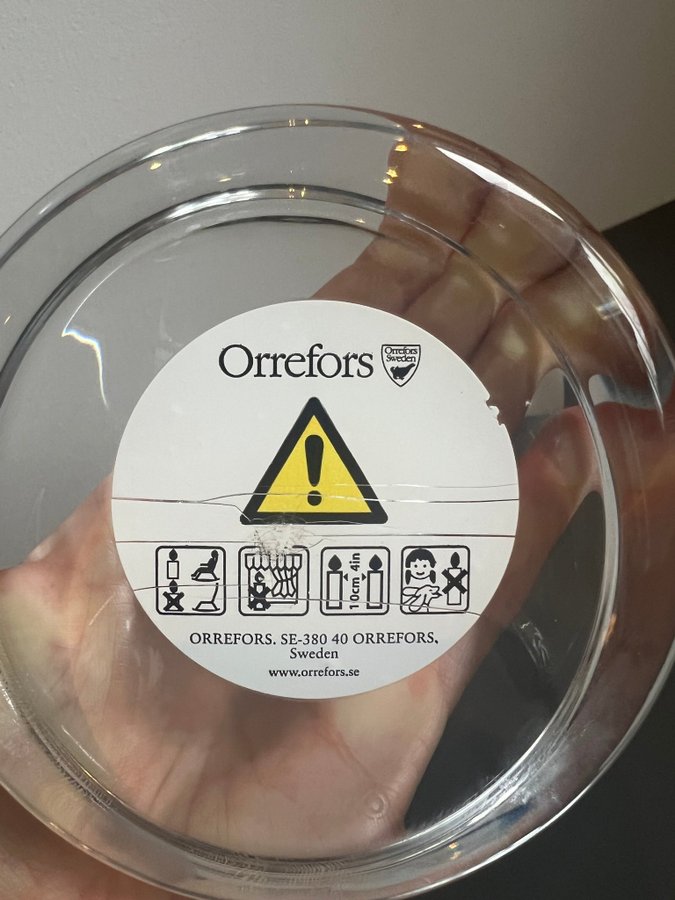 Orrefors
Orrefors
Sweden
10cm 4in
ORREFORS. SE-380 40 ORREFORS,
Sweden
www.orrefors.se